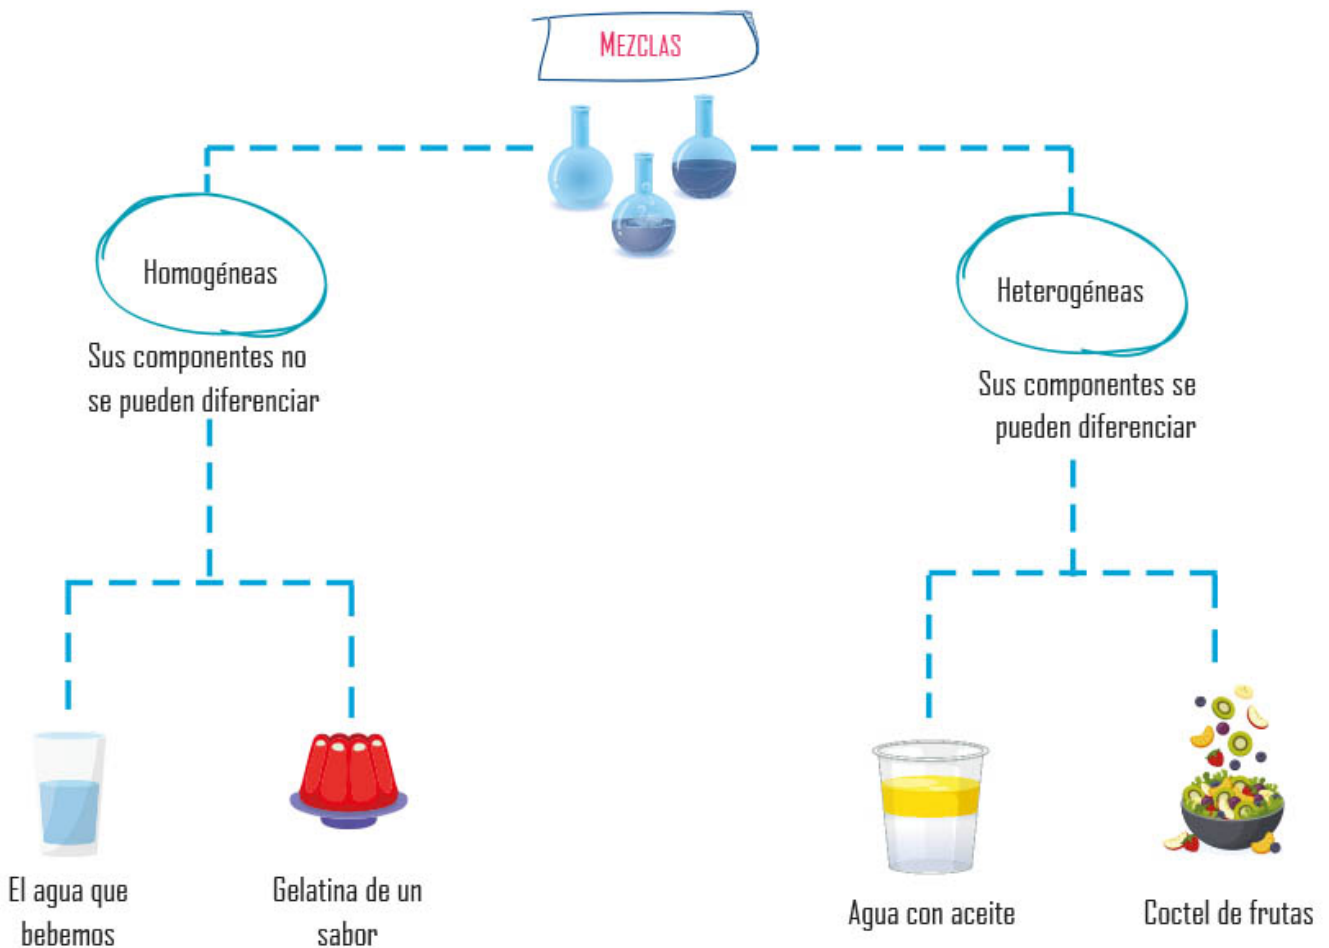 MEZCLAS
Homogéneas
Sus componentes no
se pueden diferenciar
El agua que
bebemos
Gelatina de un
sabor
Heterogéneas
Sus componentes se
pueden diferenciar
Agua con aceite
Coctel de frutas